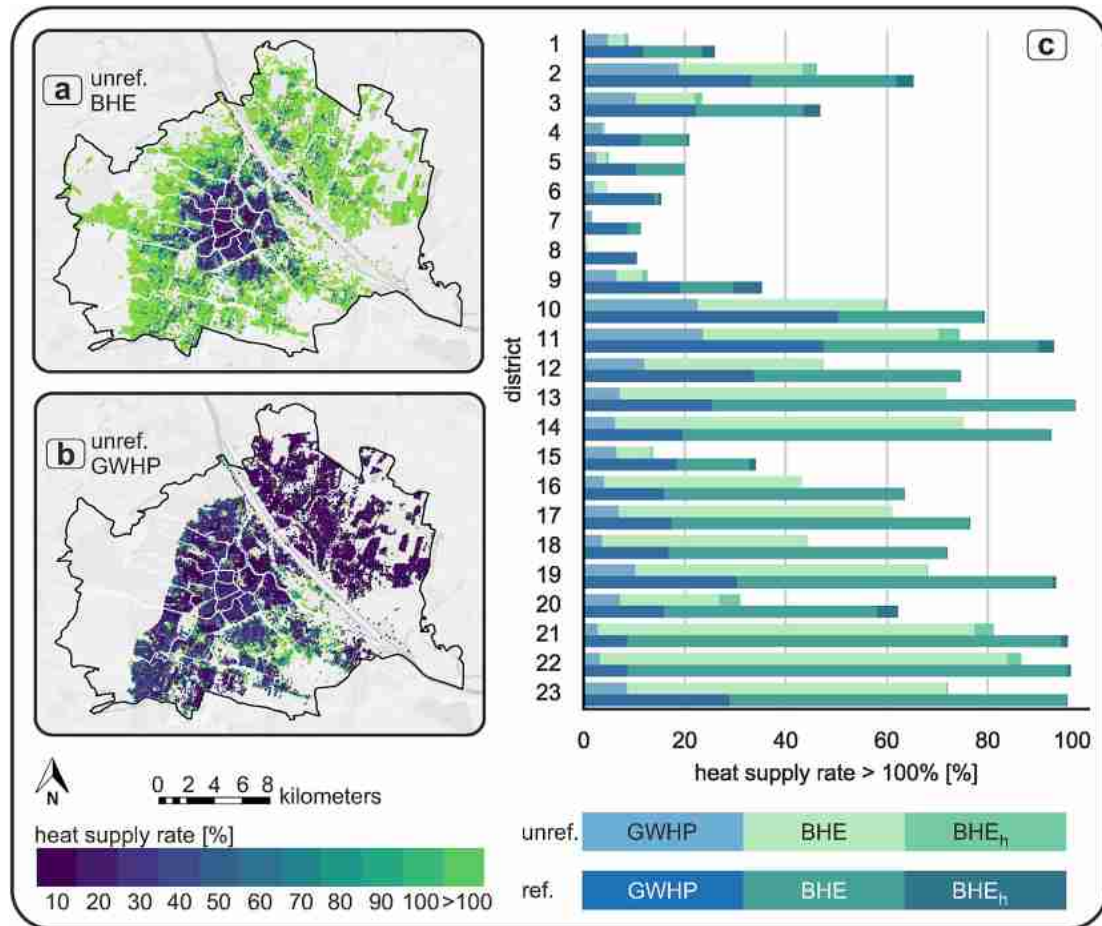 a unref.
BHE
b unref.
GWHP
N
0 2 4 6 8 kilometers
heat supply rate [%]
10 20 30 40 50 60 70 80 90 100 >100
c
district
1
2
3
4
5
6
7
8
9
10
11
12
13
14
15
16
17
18
19
20
21
22
23
0 20 40 60 80 100
heat supply rate > 100% [%]
unref. GWHP BHE BHEh
ref. GWHP BHE BHEh